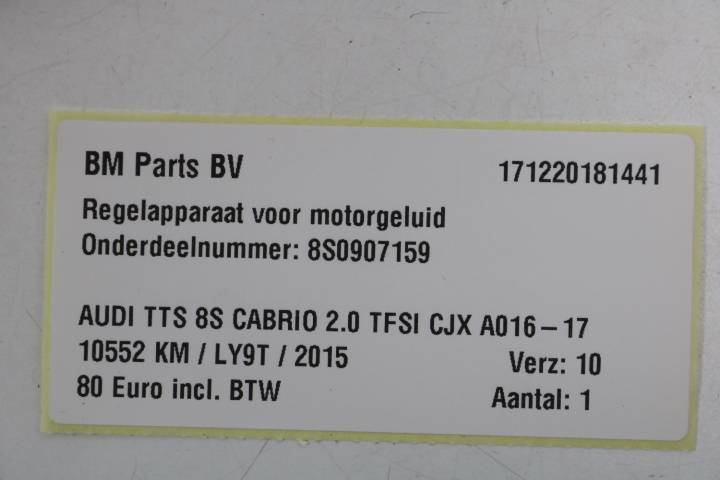 BM Parts BV 171220181441
Regelapparaat voor motorgeluid
Onderdeelnummer: 8S0907159
AUDI TTS 8S CABRIO 2.0 TFSI CJX A016-17
10552 KM / LY9T / 2015 Verz: 10
80 Euro incl. BTW Aantal: 1